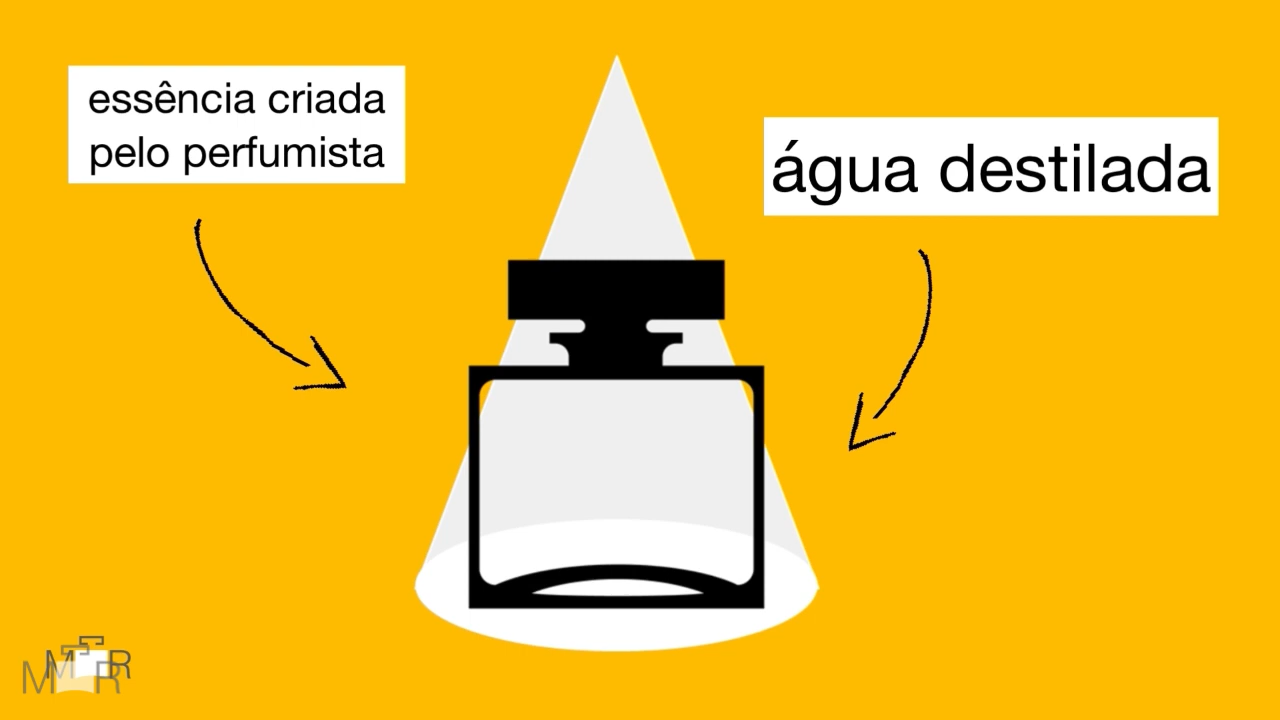 essência criada
pelo perfumista
água destilada
M R
M R